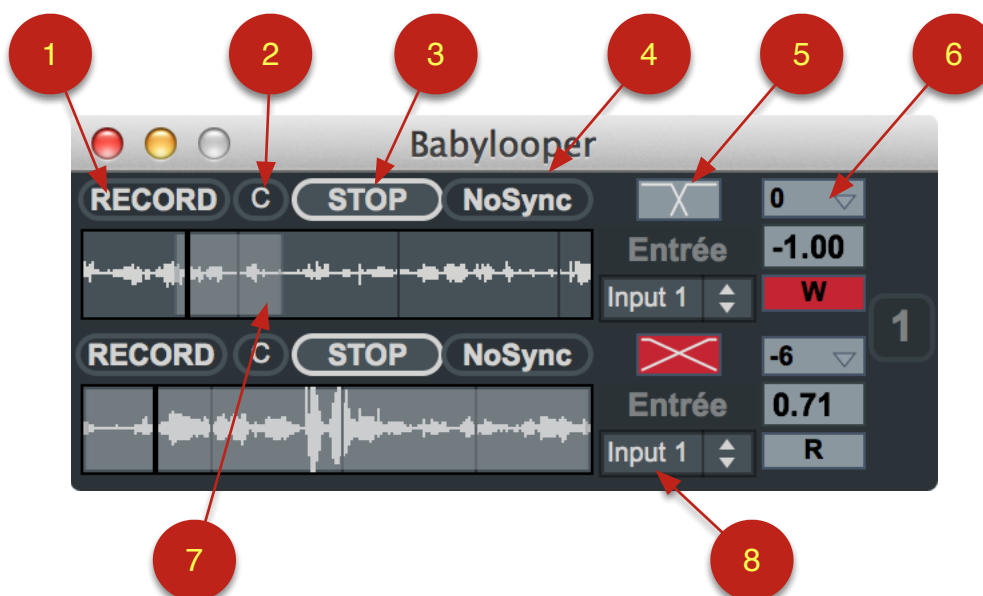 1 2 3 4 5 6
Babylooper
RECORD C STOP NoSync 0
Entrée -1.00
Input 1 W
1
RECORD C STOP NoSync -6
Entrée 0.71
Input 1 R
7 8